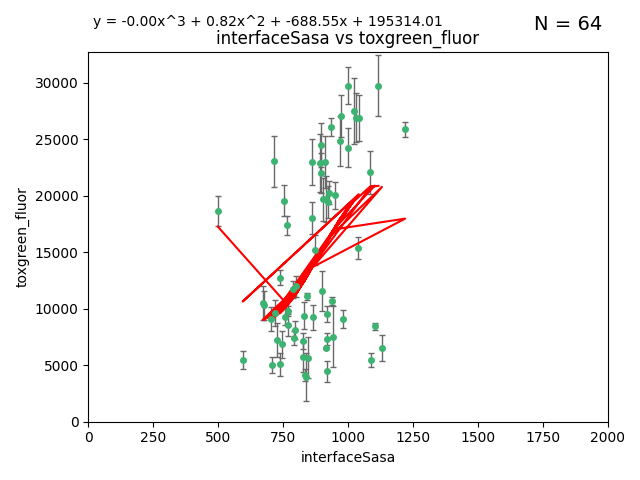 y = -0.00x^3 + 0.82x^2 + -688.55x + 195314.01
N = 64
interfaceSasa vs toxgreen_fluor
30000
25000
20000
15000
10000
5000
0
toxgreen_fluor
0 250 500 750 1000 1250 1500 1750 2000
interfaceSasa